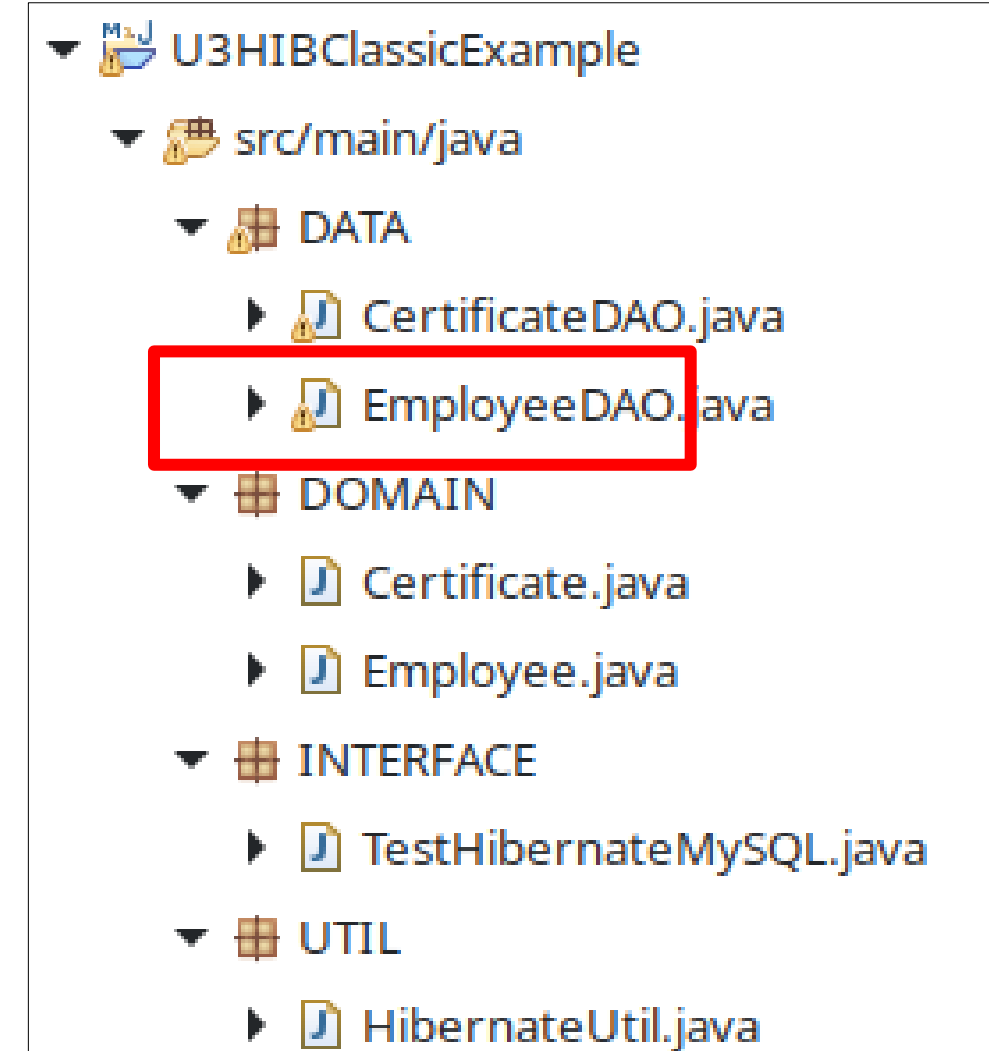 U3HIBClassicExample
src/main/java
DATA
CertificateDAO.java
EmployeeDAO.java
DOMAIN
Certificate.java
Employee.java
INTERFACE
TestHibernateMySQL.java
UTIL
HibernateUtil.java